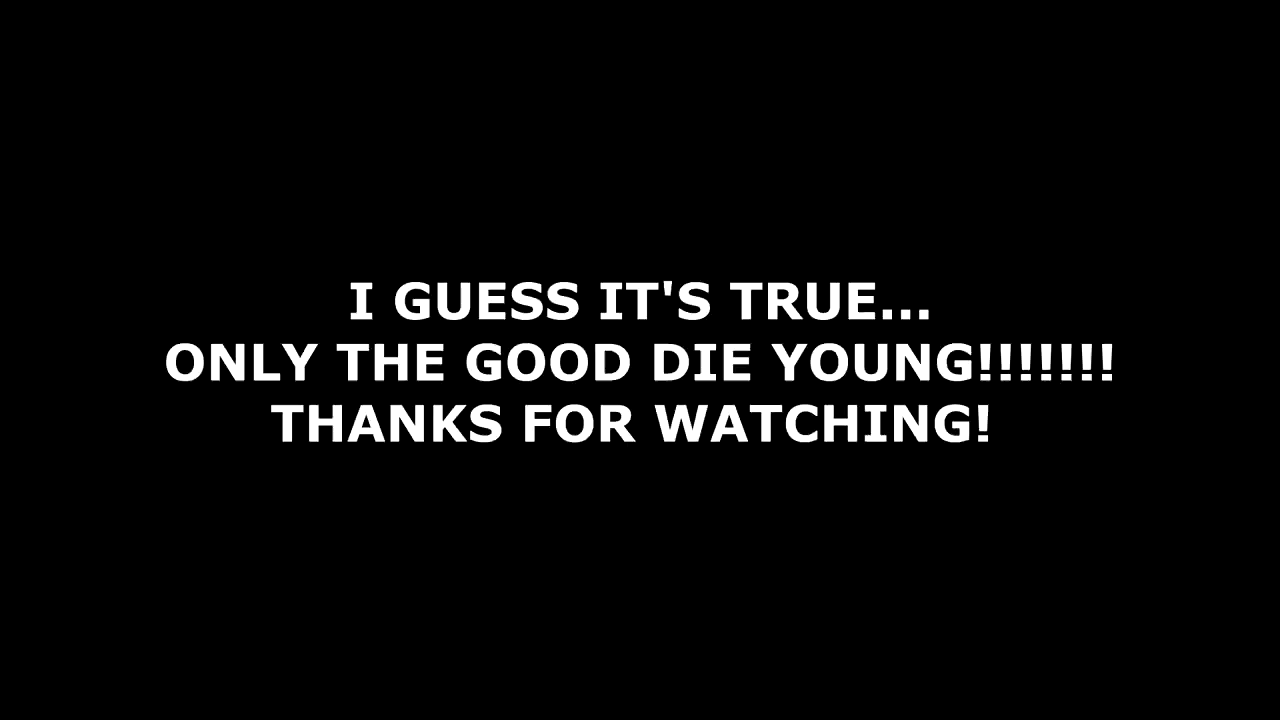 I GUESS IT'S TRUE...
ONLY THE GOOD DIE YOUNG!!!!!!!
THANKS FOR WATCHING!